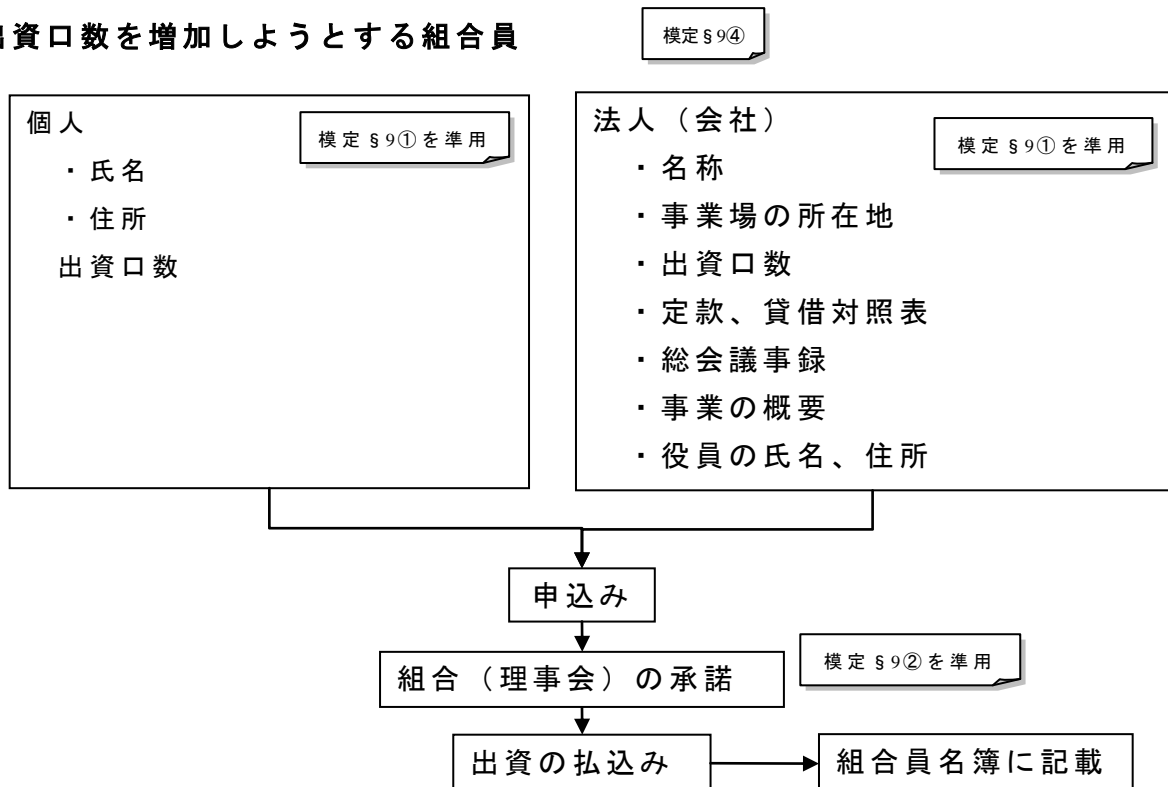 出資口数を増加しようとする組合員
模定§9④
個人
模定§9①を準用
・氏名
・住所
出資口数
法人（会社）
模定§9①を準用
・名称
・事業場の所在地
・出資口数
・定款、貸借対照表
・総会議事録
・事業の概要
・役員の氏名、住所
申込み
組合（理事会）の承諾
模定§9②を準用
出資の払込み
組合員名簿に記載